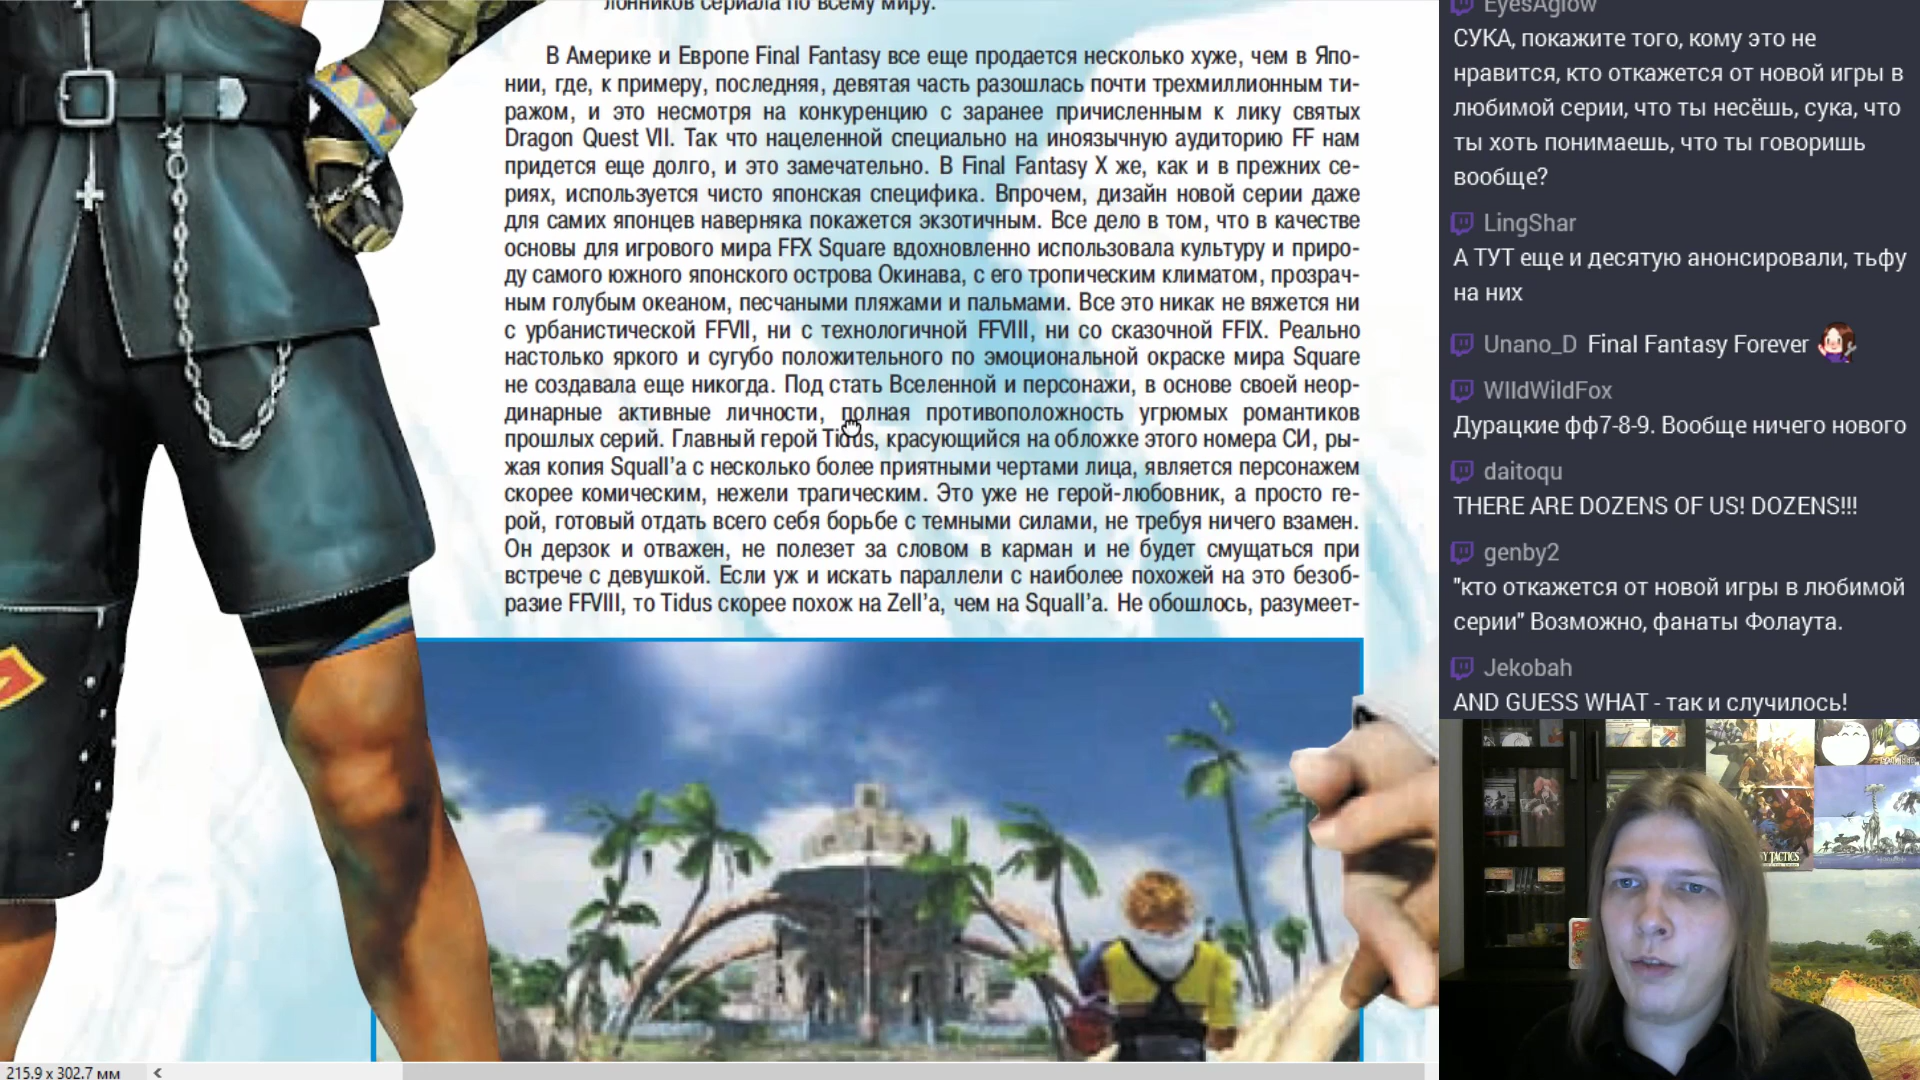 лонников сериала по всему миру.
В Америке и Европе Final Fantasy все еще продается несколько хуже, чем в Япо-
нии, где, к примеру, последняя, девятая часть разошлась почти трехмиллионным ти-
ражом, и это несмотря на конкуренцию с заранее причисленным к лику святых
Dragon Quest VII. Так что нацеленной специально на иноязычную аудиторию FF нам
придется еще долго, и это замечательно. В Final Fantasy X же, как и в прежних се-
риях, используется чисто японская специфика. Впрочем, дизайн новой серии даже
для самих японцев наверняка покажется экзотичным. Все дело в том, что в качестве
основы для игрового мира FFX Square вдохновленно использовала культуру и приро-
ду самого южного японского острова Окинава, с его тропическим климатом, прозрач-
ным голубым океаном, песчаными пляжами и пальмами. Все это никак не вяжется ни
с урбанистической FFVII, ни с технологичной FFVIII, ни со сказочной FFIX. Реально
настолько яркого и сугубо положительного по эмоциональной окраске мира Square
не создавала еще никогда. Под стать Вселенной и персонажи, в основе своей неор-
динарные активные личности, полная противоположность угрюмых романтиков
прошлых серий. Главный герой Tidus, красующийся на обложке этого номера СИ, ры-
жая копия Squall'a с несколько более приятными чертами лица, является персонажем
скорее комическим, нежели трагическим. Это уже не герой-любовник, а просто ге-
рой, готовый отдать всего себя борьбе с темными силами, не требуя ничего взамен.
Он дерзок и отважен, не полезет за словом в карман и не будет смущаться при
встрече с девушкой. Если уж и искать параллели с наиболее похожей на это безоб-
разие FFVIII, то Tidus скорее похож на Zell'a, чем на Squall'a. Не обошлось, разумеет-
215.9 x 302.7 мм
EyesAglow
СУКА, покажите того, кому это не
нравится, кто откажется от новой игры в
любимой серии, что ты несёшь, сука, что
ты хоть понимаешь, что ты говоришь
вообще?
LingShar
А ТУТ еще и десятую анонсировали, тьфу
на них
Unano_D Final Fantasy Forever
WIldWildFox
Дурацкие фф7-8-9. Вообще ничего нового
daitoqu
THERE ARE DOZENS OF US! DOZENS!!!
genby2
"кто откажется от новой игры в любимой
серии" Возможно, фанаты Фолаута.
Jekobah
AND GUESS WHAT - так и случилось!
TACTICS